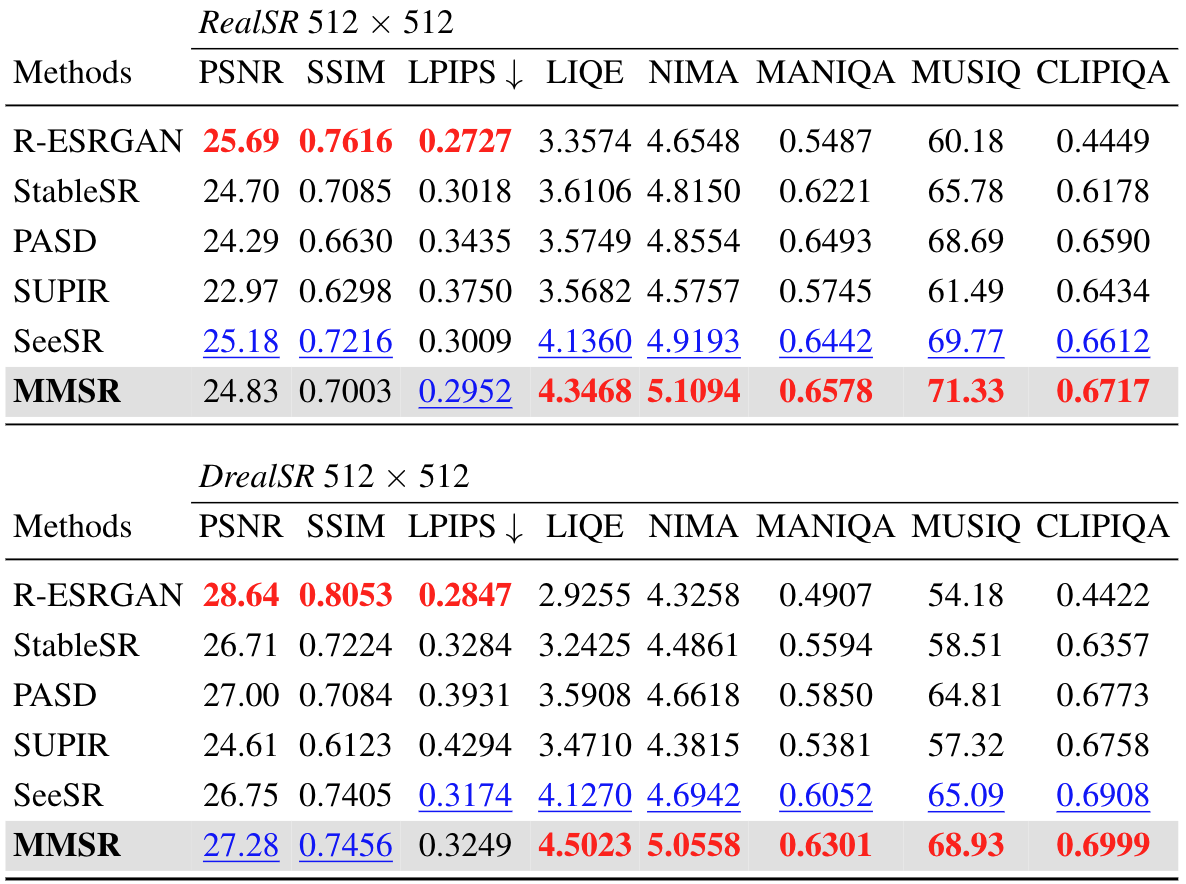 RealSR 512 × 512
Methods PSNR SSIM LPIPS ↓ LIQE NIMA MANIQA MUSIQ CLIPIQA
R-ESRGAN 25.69 0.7616 0.2727 3.3574 4.6548 0.5487 60.18 0.4449
StableSR 24.70 0.7085 0.3018 3.6106 4.8150 0.6221 65.78 0.6178
PASD 24.29 0.6630 0.3435 3.5749 4.8554 0.6493 68.69 0.6590
SUPIR 22.97 0.6298 0.3750 3.5682 4.5757 0.5745 61.49 0.6434
SeeSR 25.18 0.7216 0.3009 4.1360 4.9193 0.6442 69.77 0.6612
MMSR 24.83 0.7003 0.2952 4.3468 5.1094 0.6578 71.33 0.6717
DrealSR 512 × 512
Methods PSNR SSIM LPIPS ↓ LIQE NIMA MANIQA MUSIQ CLIPIQA
R-ESRGAN 28.64 0.8053 0.2847 2.9255 4.3258 0.4907 54.18 0.4422
StableSR 26.71 0.7224 0.3284 3.2425 4.4861 0.5594 58.51 0.6357
PASD 27.00 0.7084 0.3931 3.5908 4.6618 0.5850 64.81 0.6773
SUPIR 24.61 0.6123 0.4294 3.4710 4.3815 0.5381 57.32 0.6758
SeeSR 26.75 0.7405 0.3174 4.1270 4.6942 0.6052 65.09 0.6908
MMSR 27.28 0.7456 0.3249 4.5023 5.0558 0.6301 68.93 0.6999